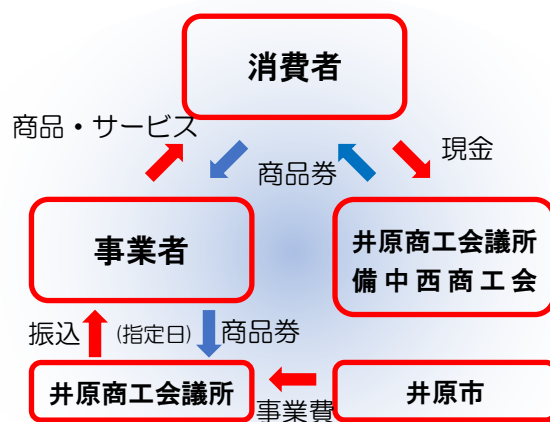 消費者
商品・サービス
商品券
現金
事業者
井原商工会議所
備中西商工会
振込
(指定日)
商品券
井原商工会議所
事業費
井原市